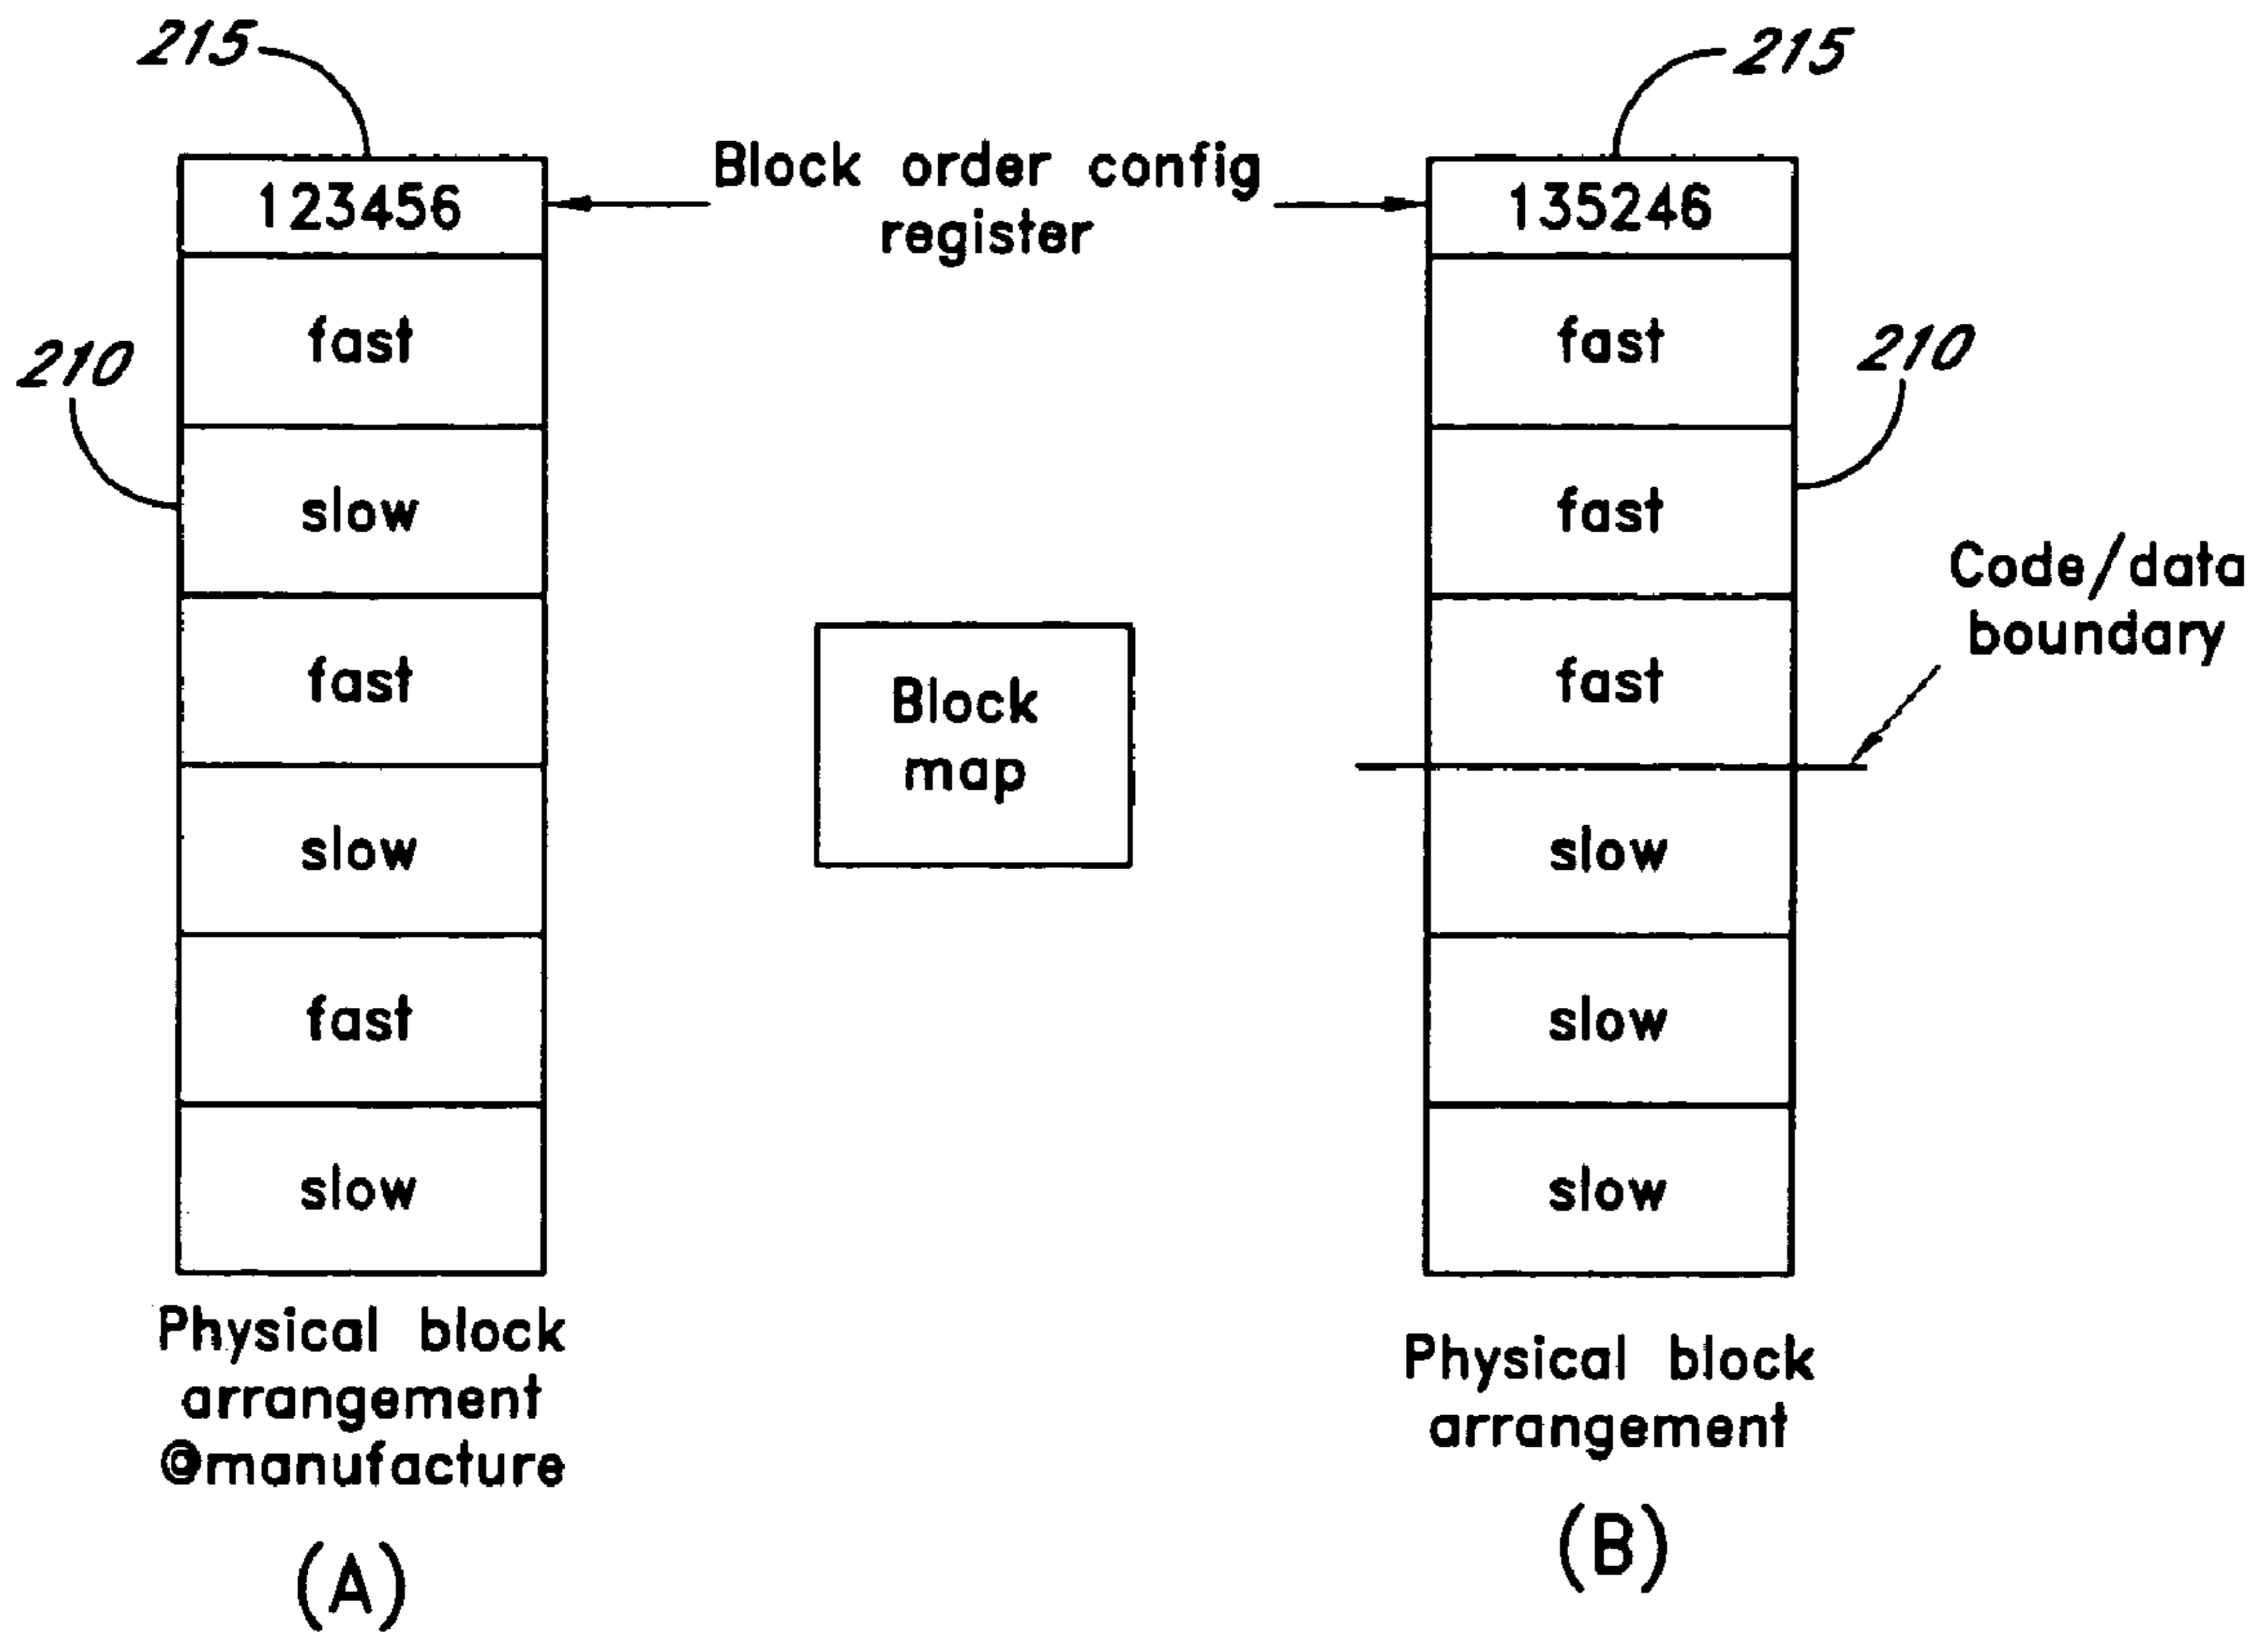 215
215
123456
Block order config
register
135246
fast
slow
fast
slow
fast
slow
210
Block
map
fast
fast
fast
slow
slow
slow
210
Code/data
boundary
Physical block
arrangement
@manufacture
(A)
Physical block
arrangement
(B)